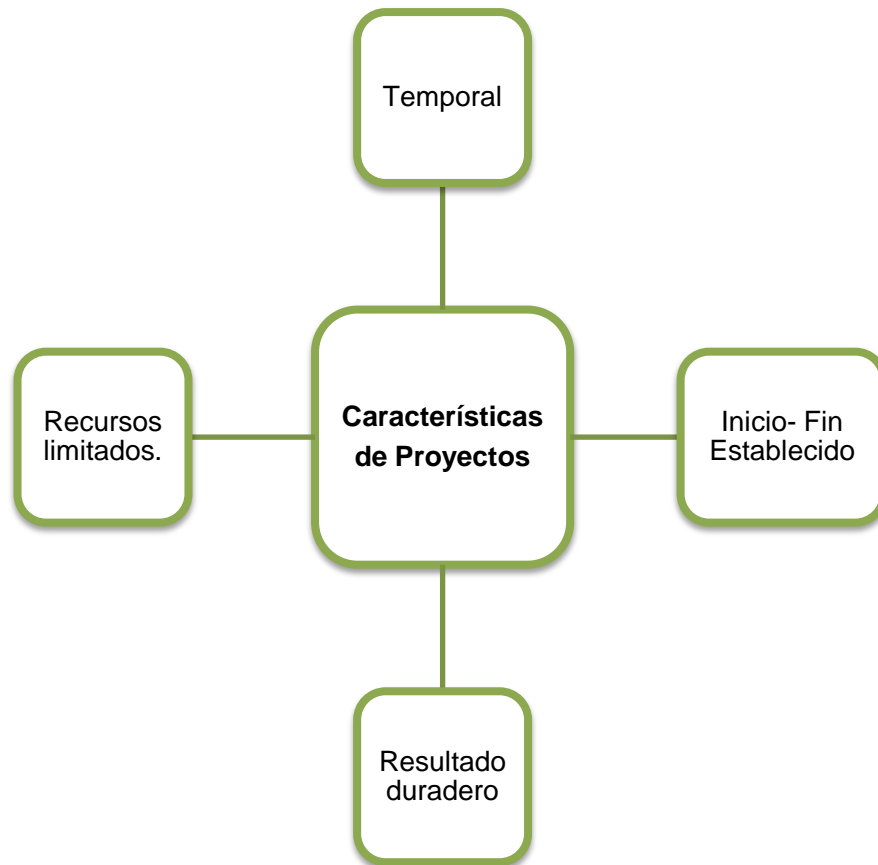 Temporal
Recursos
limitados.
Características
de Proyectos
Inicio- Fin
Establecido
Resultado
duradero